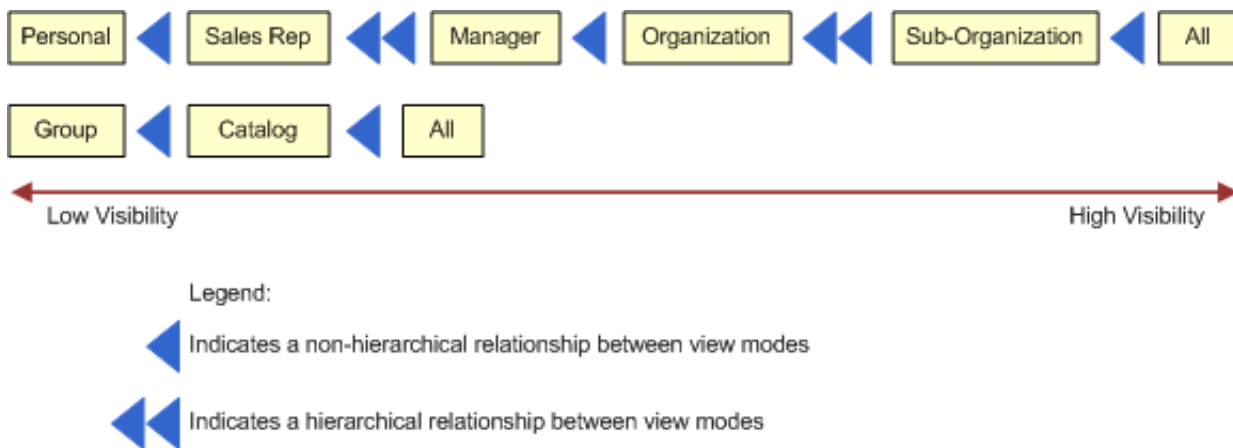 Personal Sales Rep Manager Organization Sub-Organization All
Group Catalog All
Low Visibility High Visibility
Legend:
Indicates a non-hierarchical relationship between view modes
Indicates a hierarchical relationship between view modes